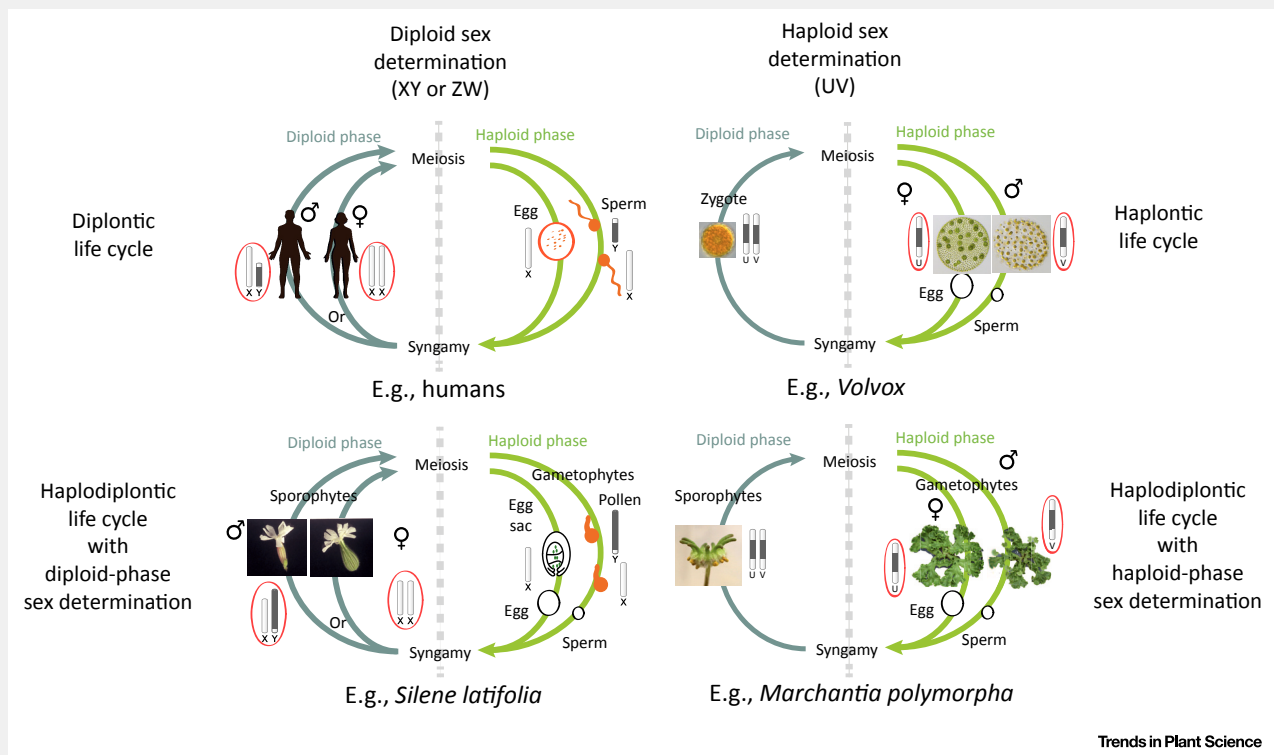 Diploid sex
determination
(XY or ZW)
Haploid sex
determination
(UV)
Diplontic
life cycle
Diploid phase
Haploid phase
Meiosis
♂
♀
X Y
X X
Or
Egg
X
Sperm
Y
X
Syngamy
E.g., humans
Diploid phase
Haploid phase
Meiosis
Zygote
U V
♀
♂
U
V
Egg
Sperm
Syngamy
E.g., Volvox
Haplontic
life cycle
Haplodiplontic
life cycle
with
diploid-phase
sex determination
Diploid phase
Haploid phase
Meiosis
Sporophytes
♂
♀
X Y
X X
Or
Gametophytes
Egg
sac
Pollen
X
Y
X
Egg
Sperm
Syngamy
E.g., Silene latifolia
Diploid phase
Haploid phase
Meiosis
Sporophytes
U V
♂
Gametophytes
♀
V
U
Egg
Sperm
Syngamy
E.g., Marchantia polymorpha
Haplodiplontic
life cycle
with
haploid-phase
sex determination
Trends in Plant Science